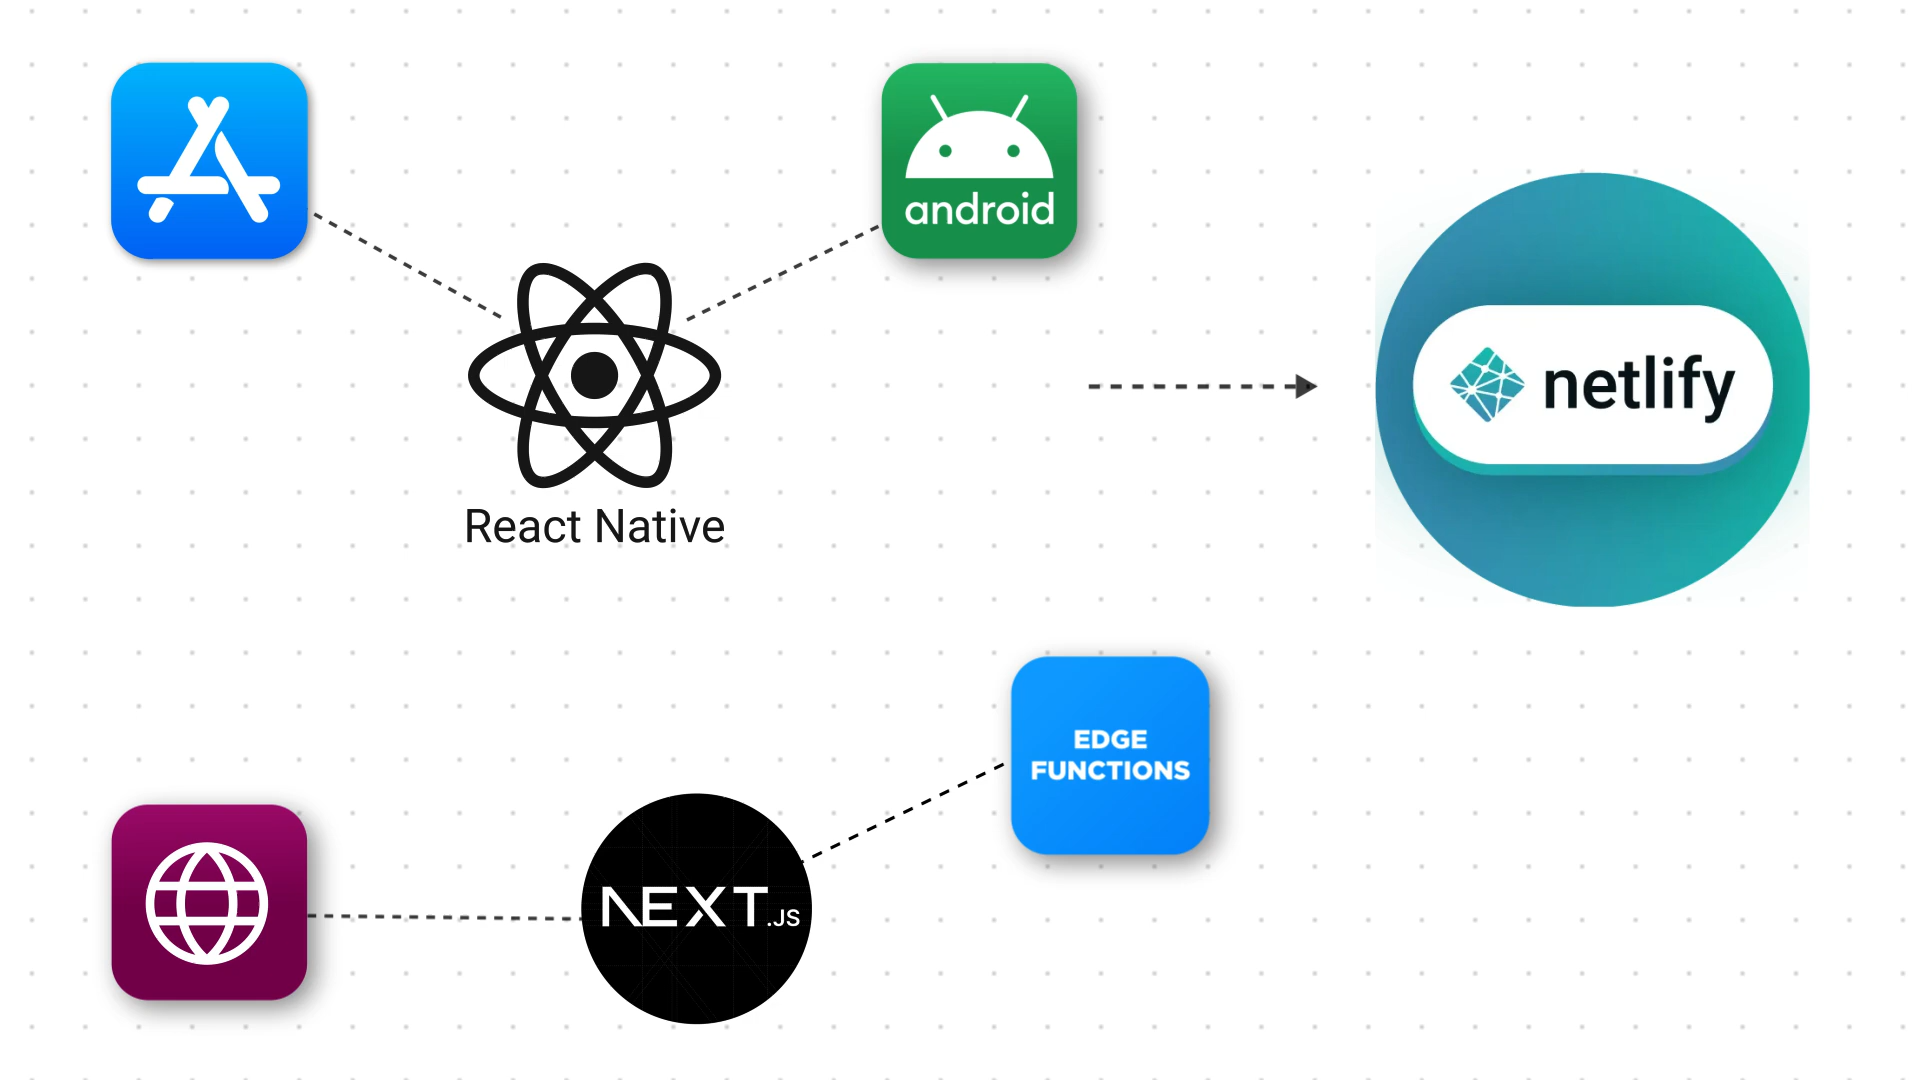 android
netlify
React Native
EDGE
FUNCTIONS
NEXT.JS